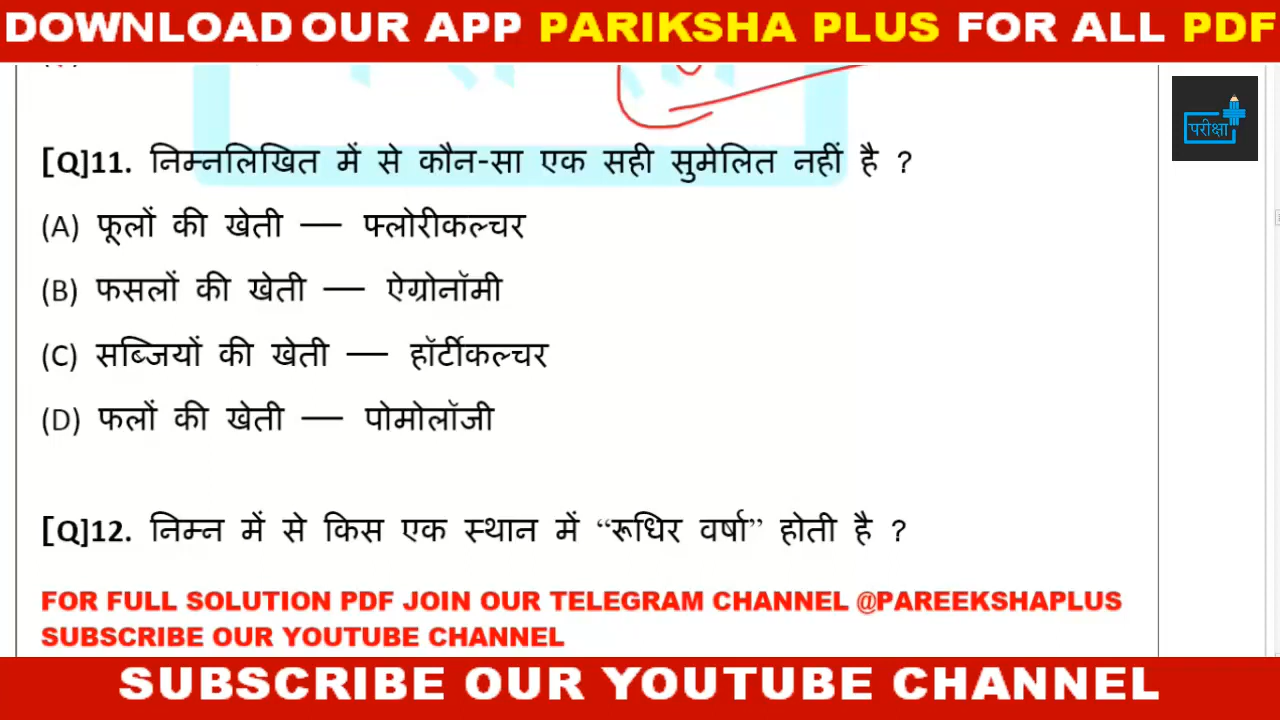 DOWNLOAD OUR APP PARIKSHA PLUS FOR ALL PDF
परीक्षा
[Q]11. निम्नलिखित में से कौन-सा एक सही सुमेलित नहीं है ?
(A) फूलों की खेती — फ्लोरीकल्चर
(B) फसलों की खेती — ऐग्रोनॉमी
(C) सब्जियों की खेती — हॉर्टीकल्चर
(D) फलों की खेती — पोमोलॉजी
[Q]12. निम्न में से किस एक स्थान में “रूधिर वर्षा” होती है ?
FOR FULL SOLUTION PDF JOIN OUR TELEGRAM CHANNEL @PAREEKSHAPLUS
SUBSCRIBE OUR YOUTUBE CHANNEL
SUBSCRIBE OUR YOUTUBE CHANNEL